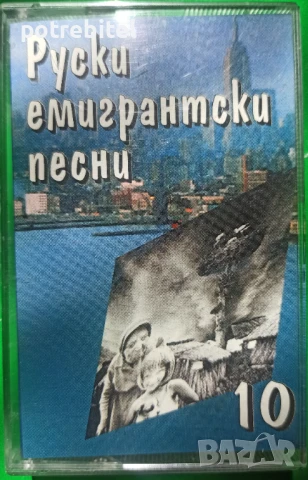 potrebitel
Руски
емигрантски
песни
10
BAZAR